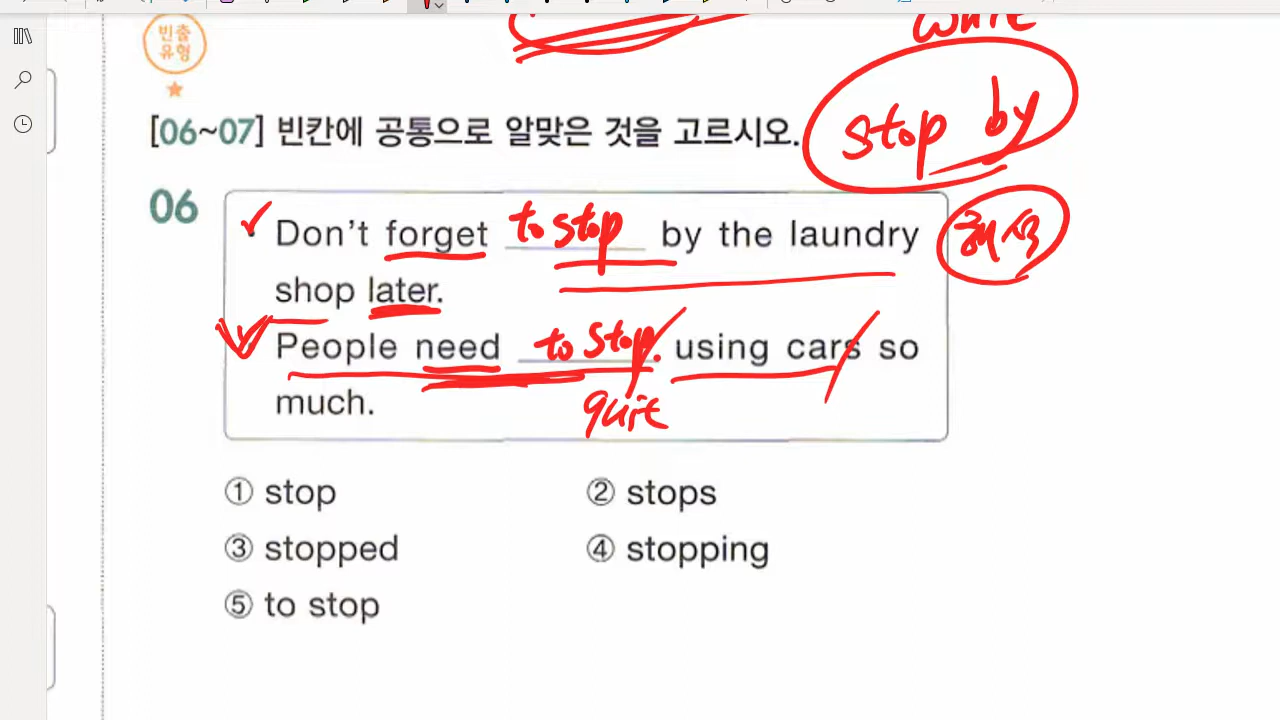 빈출
유형
[06~07] 빈칸에 공통으로 알맞은 것을 고르시오.
stop by
06
Don't forget to stop by the laundry
shop later.
People need to stop. using cars so
much.
quit
① stop
② stops
③ stopped
④ stopping
⑤ to stop